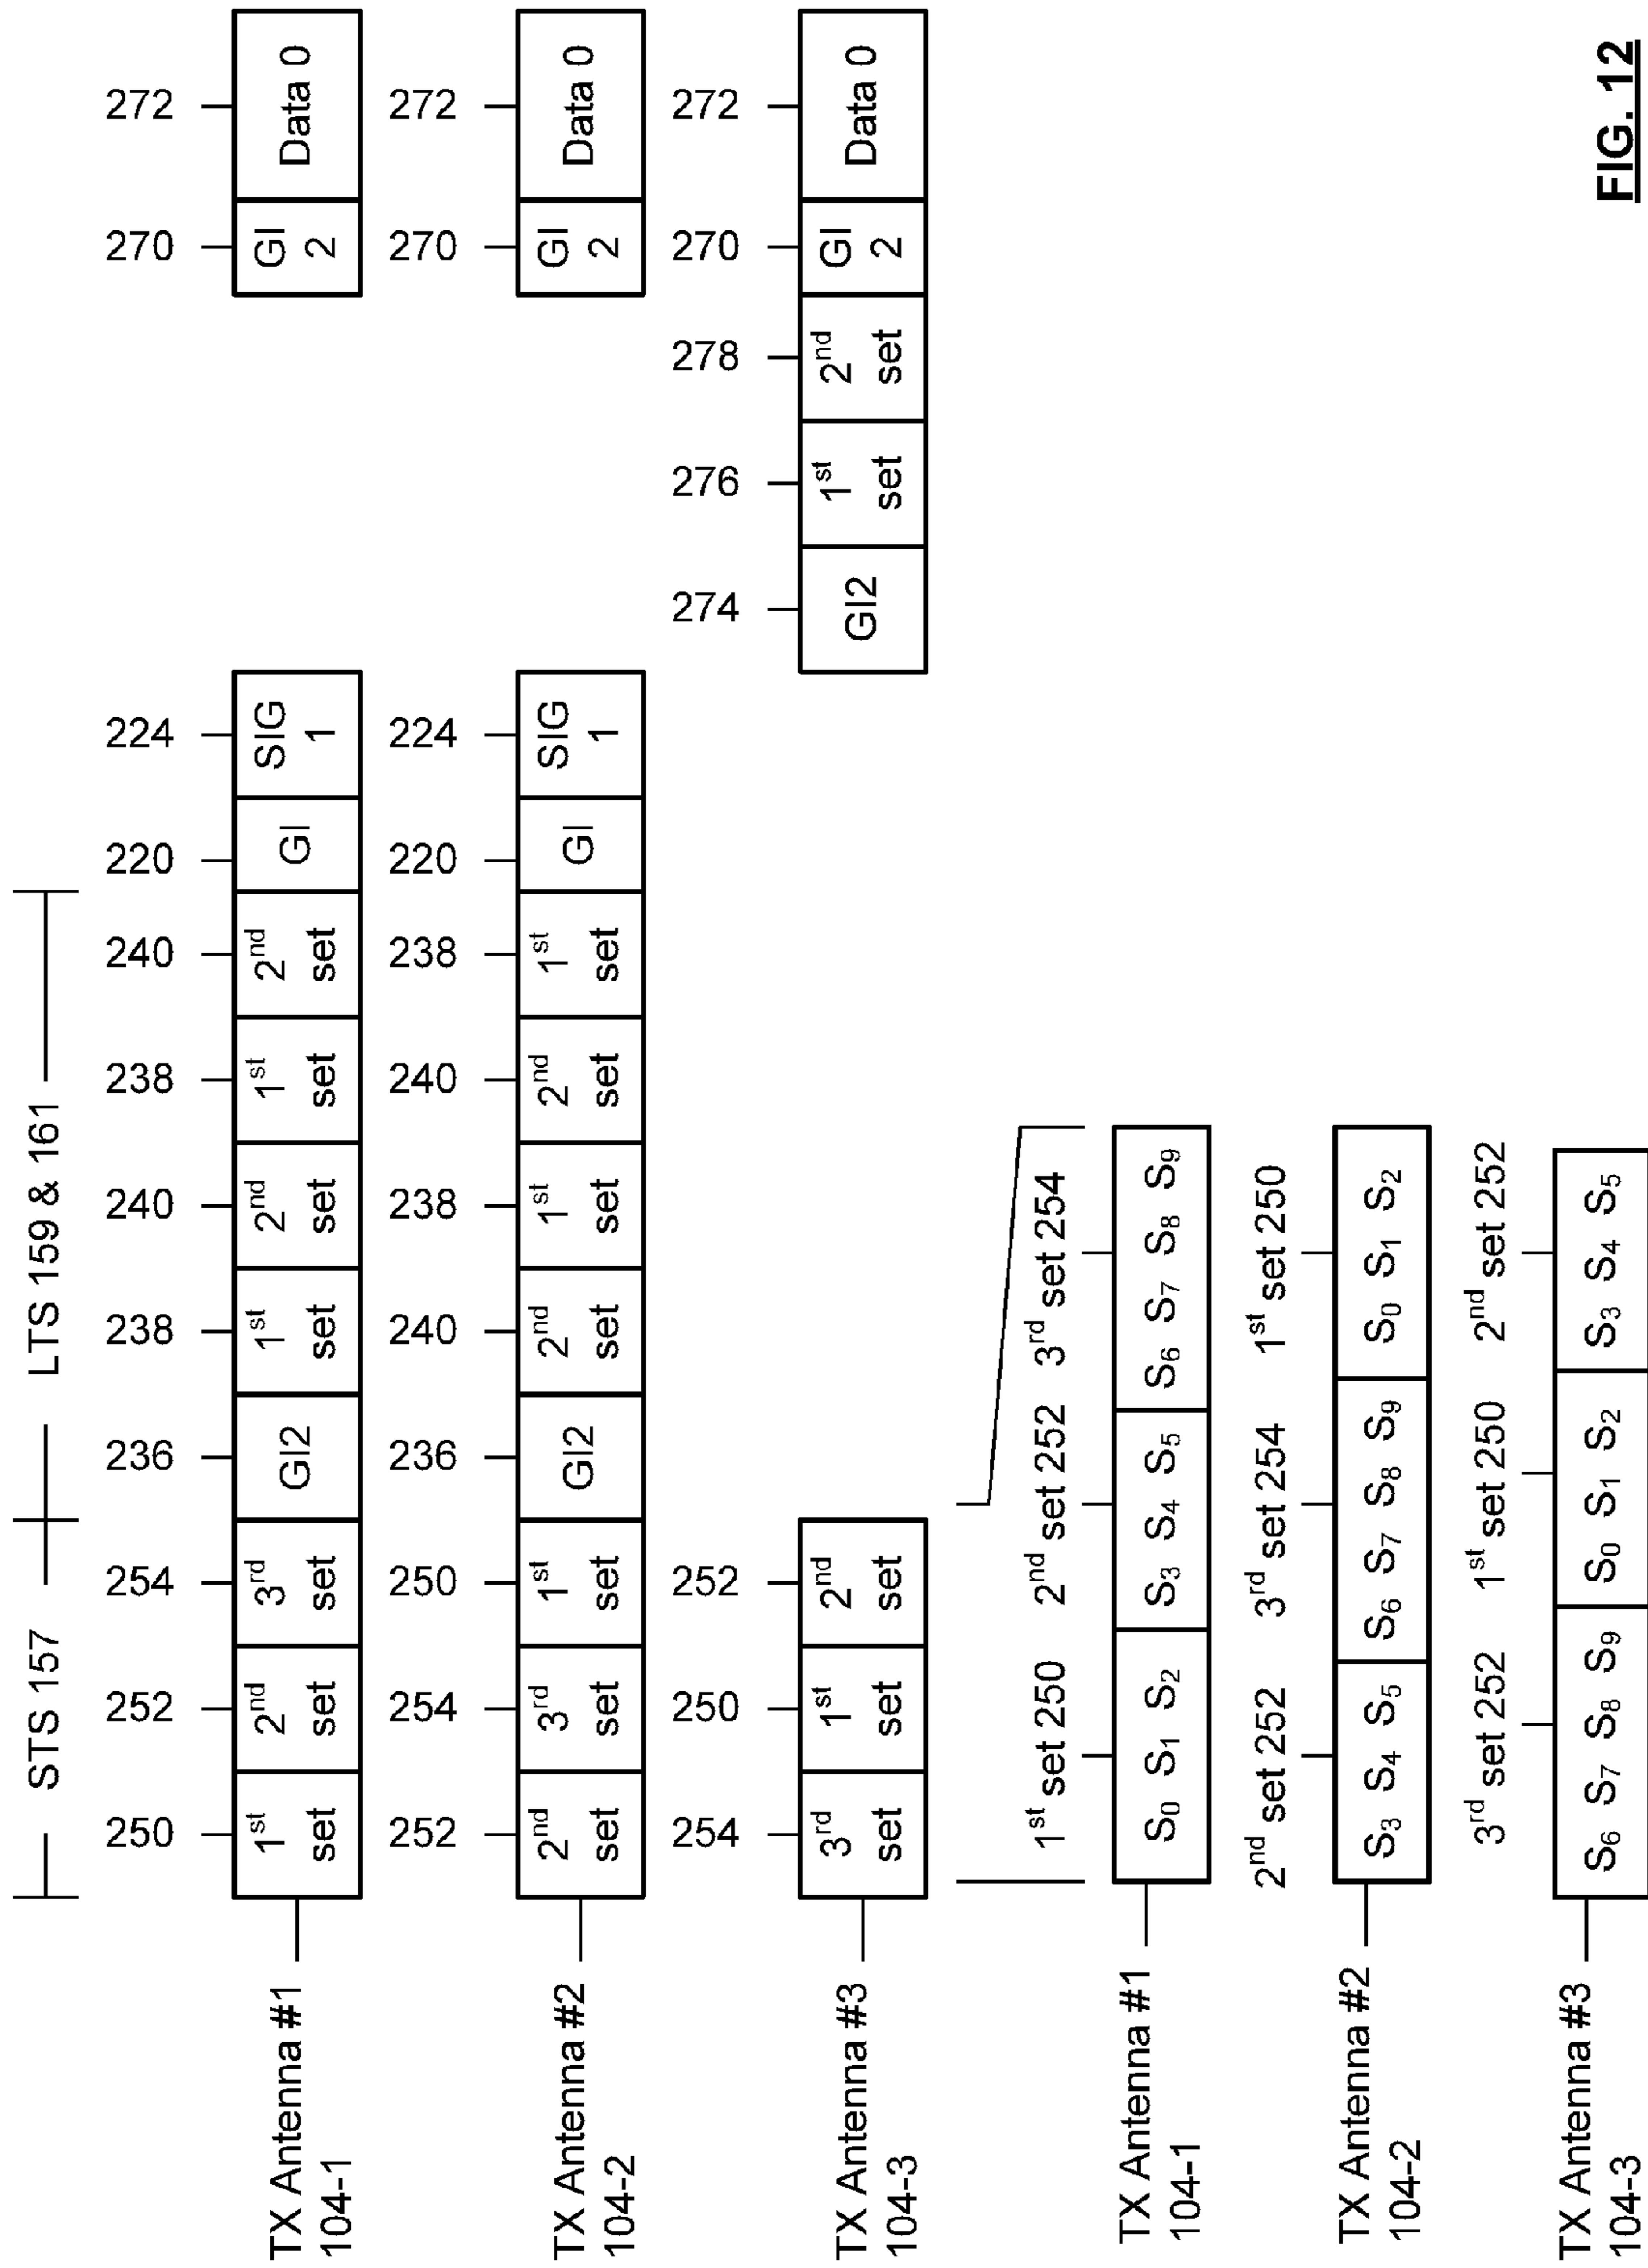 STS 157 LTS 159 & 161
250 252 254 236 238 240 238 240 220 224 270 272
TX Antenna #1
104-1
1st set 2nd set 3rd set GI2 1st set 2nd set 1st set 2nd set GI SIG 1 GI 2 Data 0
252 254 250 236 240 238 240 238 220 224 270 272
TX Antenna #2
104-2
2nd set 3rd set 1st set GI2 2nd set 1st set 2nd set 1st set GI SIG 1 GI 2 Data 0
254 250 252 274 276 278 270 272
TX Antenna #3
104-3
3rd set 1st set 2nd set GI2 1st set 2nd set GI 2 Data 0
1st set 250 2nd set 252 3rd set 254
TX Antenna #1
104-1
S0 S1 S2 S3 S4 S5 S6 S7 S8 S9
2nd set 252 3rd set 254 1st set 250
TX Antenna #2
104-2
S3 S4 S5 S6 S7 S8 S9 S0 S1 S2
3rd set 252 1st set 250 2nd set 252
TX Antenna #3
104-3
S6 S7 S8 S9 S0 S1 S2 S3 S4 S5
FIG. 12